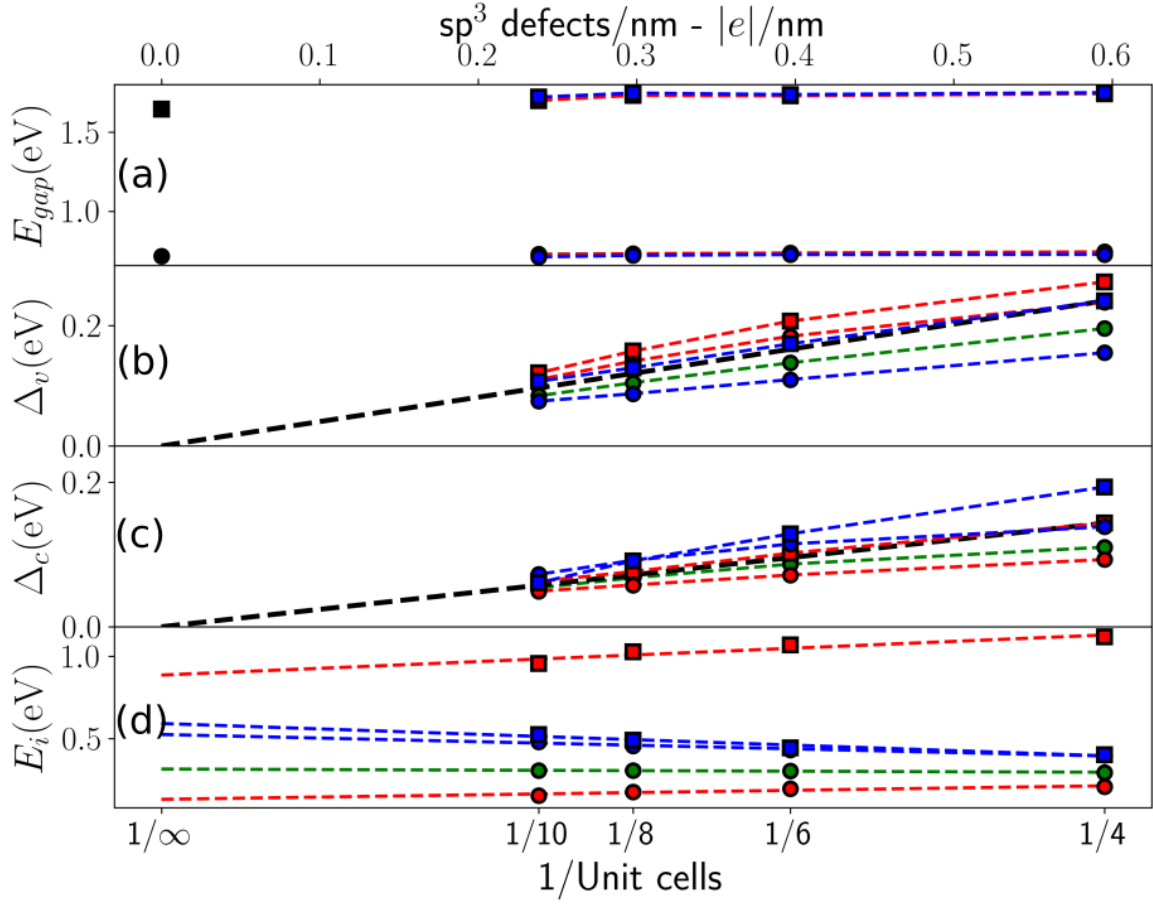 sp³ defects/nm - |e|/nm
0.0 0.1 0.2 0.3 0.4 0.5 0.6
E_gap(eV)
1.5
1.0
(a)
Δ_v(eV)
0.2
0.0
(b)
Δ_c(eV)
0.2
0.0
(c)
E_i(eV)
1.0
0.5
(d)
1/∞ 1/10 1/8 1/6 1/4
1/Unit cells